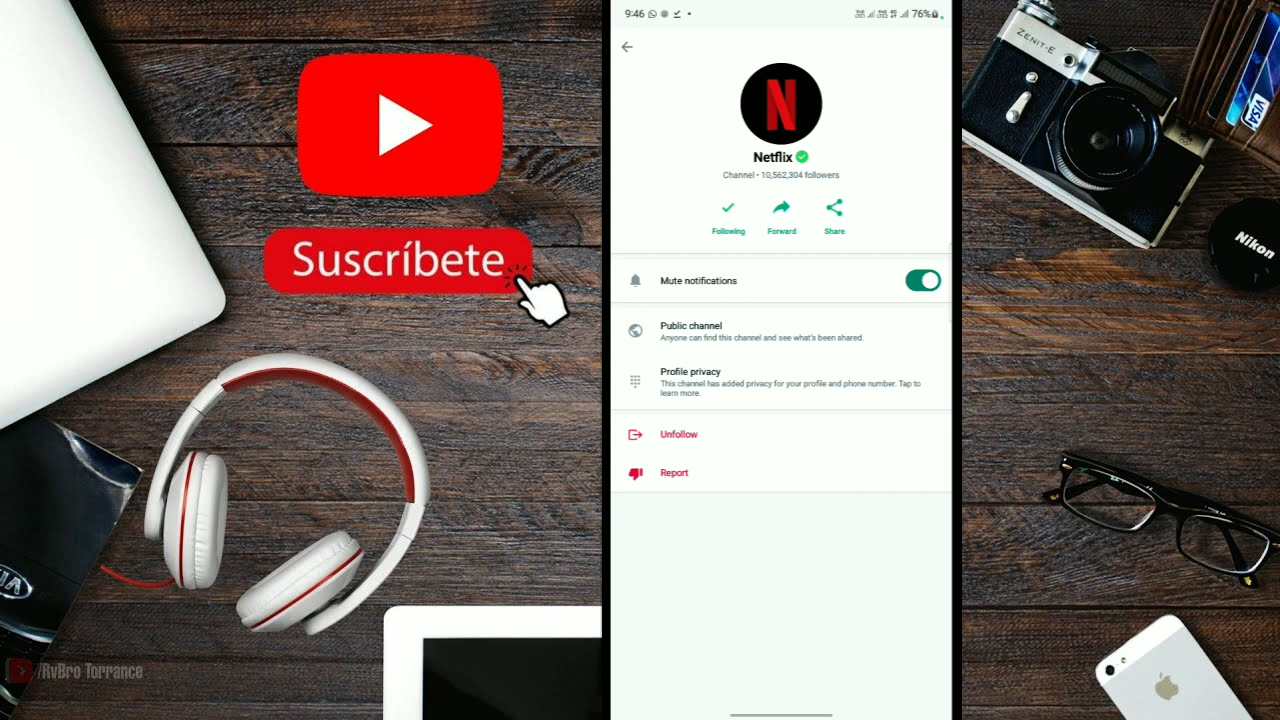 Suscríbete
/RvBro Torrance
9:46
76%
Netflix
Channel • 10,562,304 followers
Following
Forward
Share
Mute notifications
Public channel
Anyone can find this channel and see what's been shared.
Profile privacy
This channel has added privacy for your profile and phone number. Tap to
learn more.
Unfollow
Report
ZENIT-E
VISA
Nikon